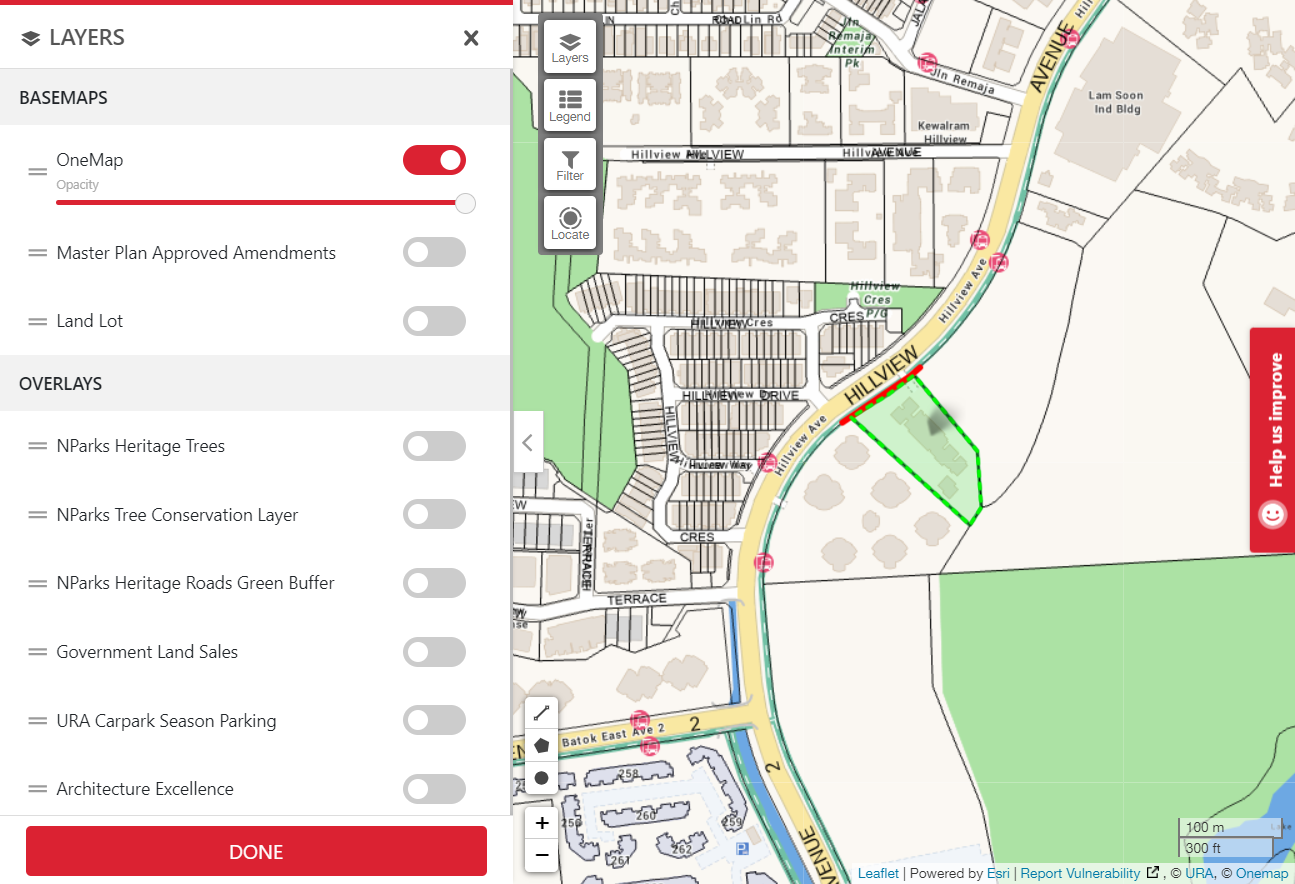 LAYERS
BASEMAPS
OneMap
Opacity
Master Plan Approved Amendments
Land Lot
OVERLAYS
NParks Heritage Trees
NParks Tree Conservation Layer
NParks Heritage Roads Green Buffer
Government Land Sales
URA Carpark Season Parking
Architecture Excellence
DONE
Layers
Legend
Filter
Locate
ROAD
Lin Rd
Jln
Remaja
Interim
Pk
Jln Remaja
AVENUE
Lam Soon
Ind Bldg
Kewalram
Hillview
HILLVIEW
AVENUE
Hillview Ave
Hillview
Cres
P/G
CRES
Hillview Cres
HILLVIEW
HILLVIEW
DRIVE
HILLVIEW
Hillview Ave
Hillview Way
CRES
TERRACE
TERRACE
Batok East Ave 2
2
2
AVENUE
258
260
259
262
261
+
−
100 m
300 ft
Help us improve
Leaflet | Powered by Esri | Report Vulnerability , © URA, © Onemap